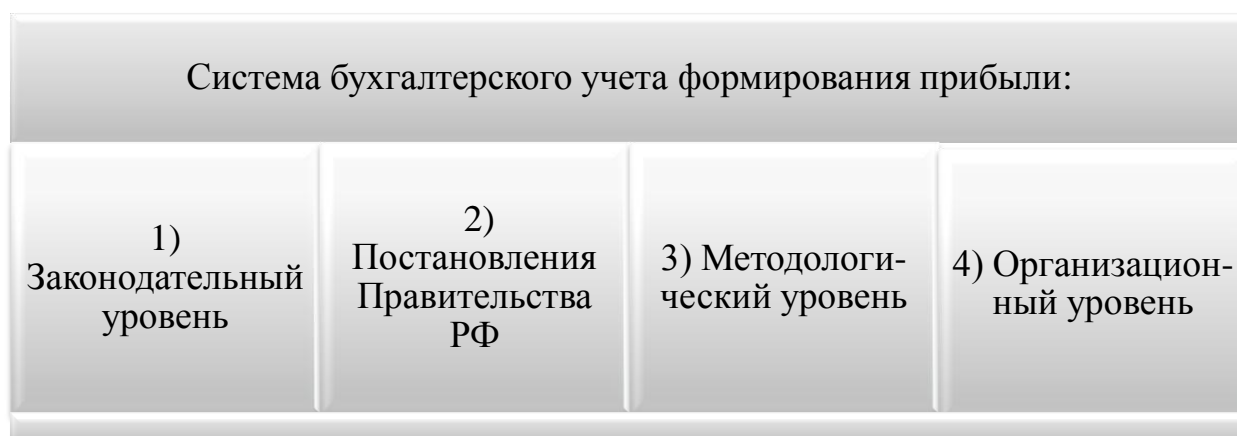 Система бухгалтерского учета формирования прибыли:
1)
Законодательный
уровень
2)
Постановления
Правительства
РФ
3) Методологи-
ческий уровень
4) Организацион-
ный уровень